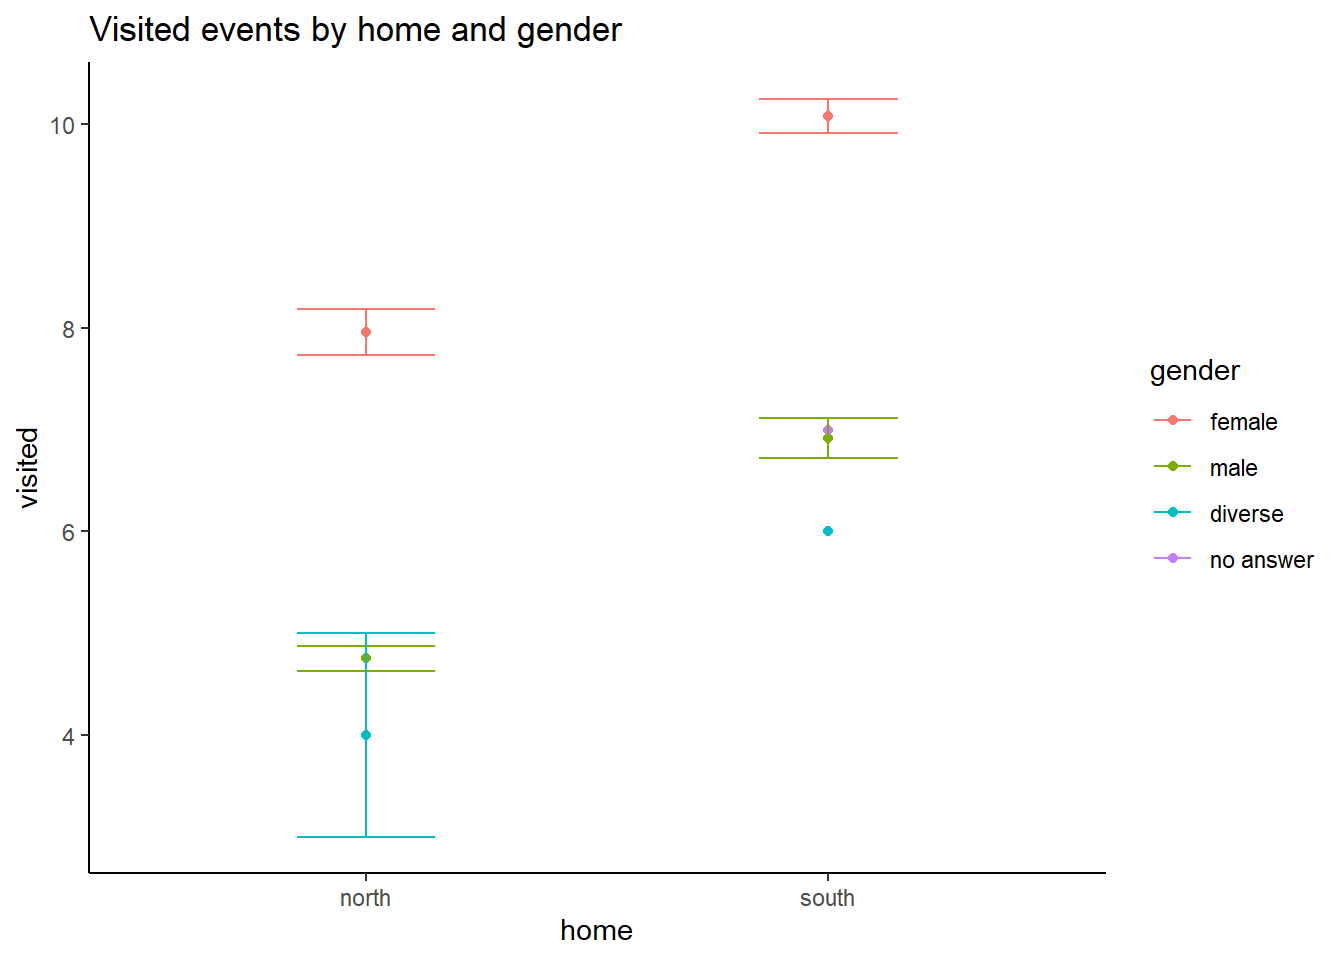 Visited events by home and gender
10
8
6
4
visited
north
south
home
gender
female
male
diverse
no answer